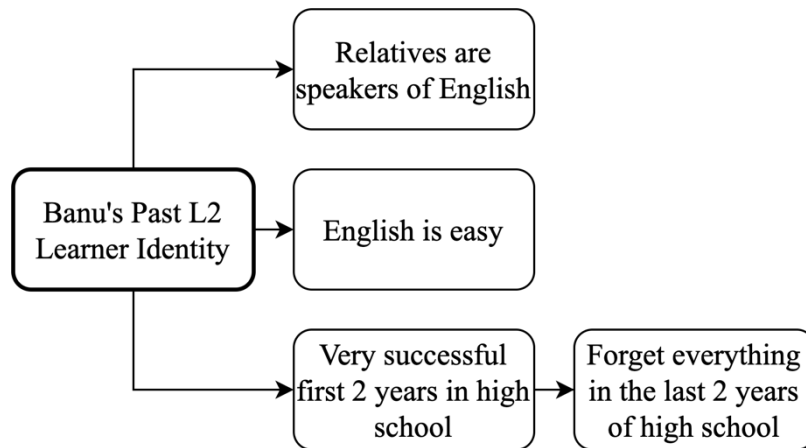 Relatives are
speakers of English
Banu's Past L2
Learner Identity
English is easy
Very successful
first 2 years in high
school
Forget everything
in the last 2 years
of high school